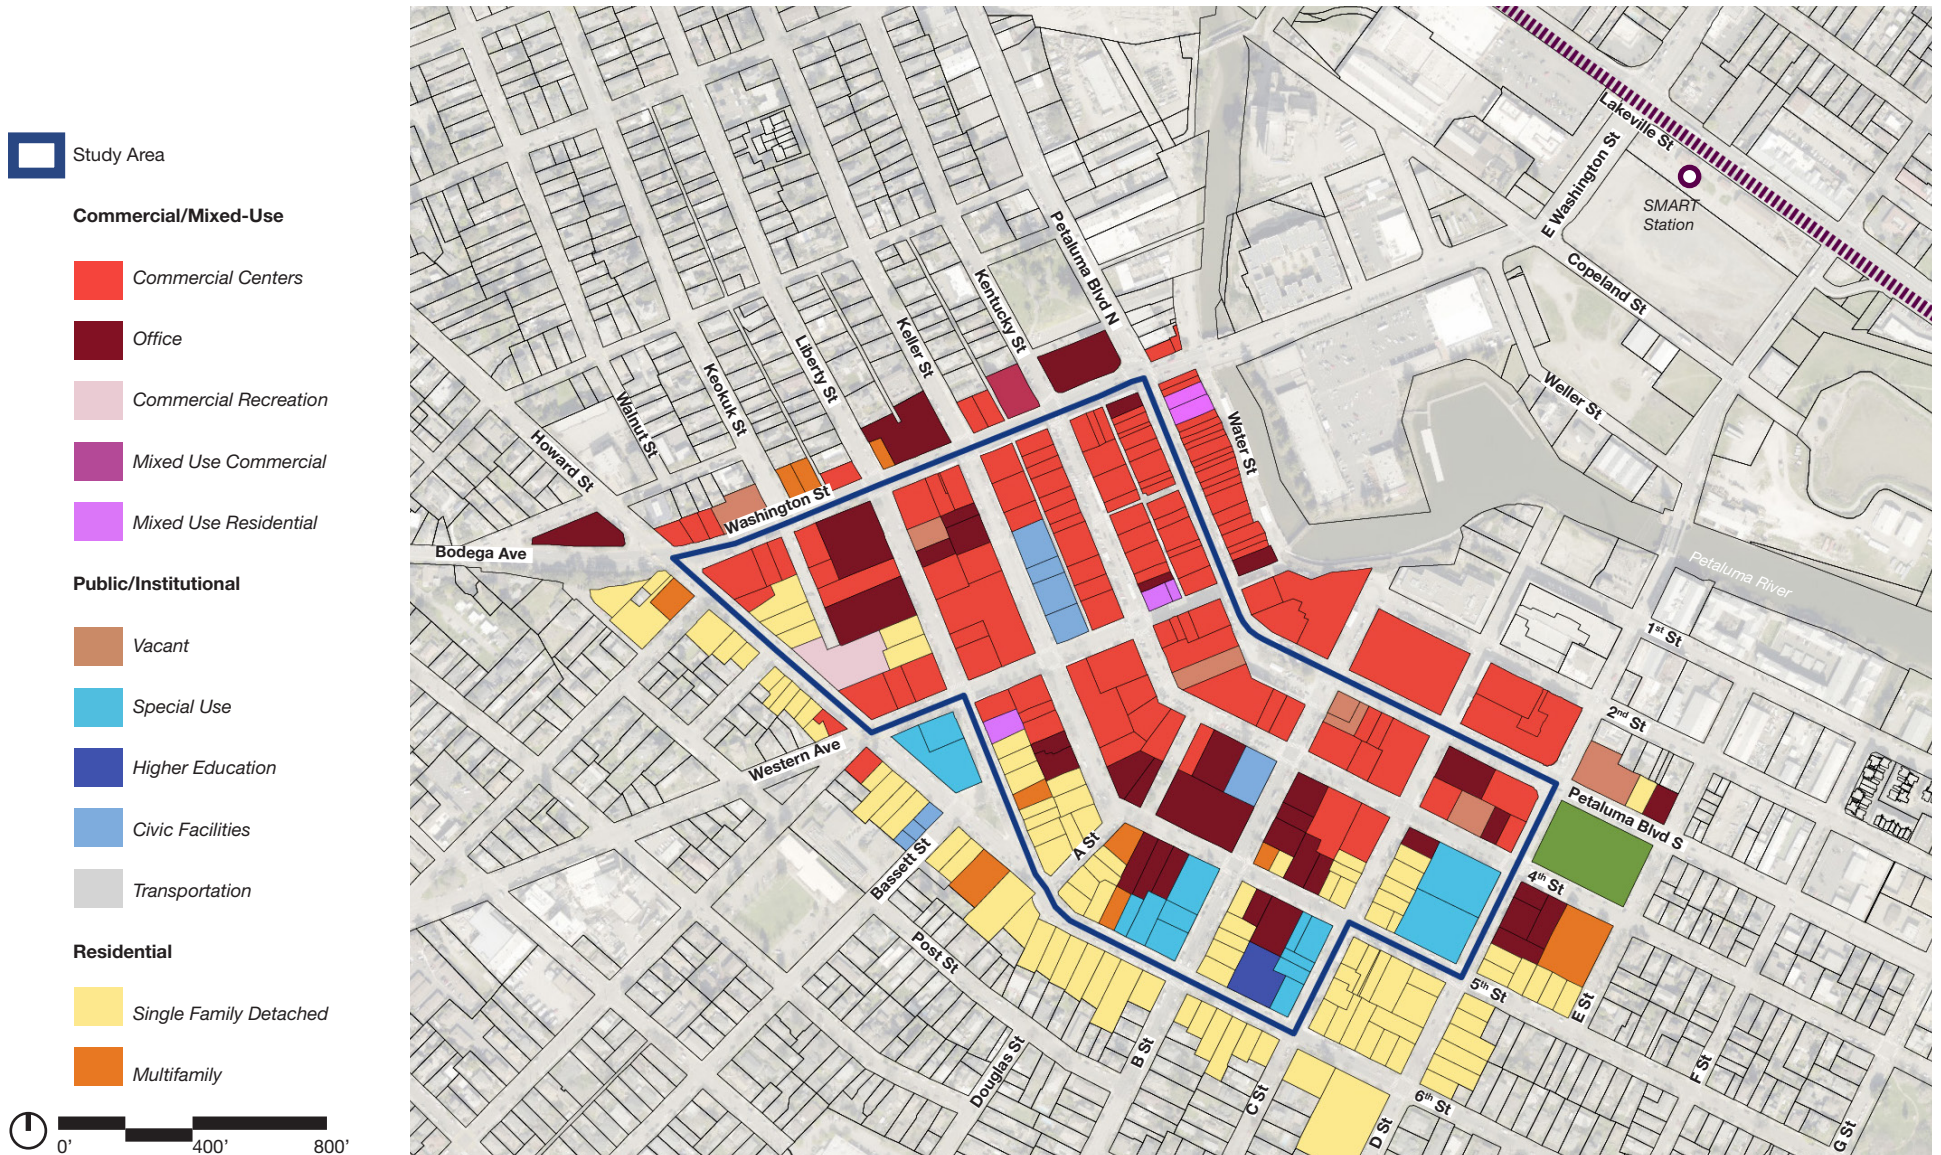 Study Area
Commercial/Mixed-Use
Commercial Centers
Office
Commercial Recreation
Mixed Use Commercial
Mixed Use Residential
Public/Institutional
Vacant
Special Use
Higher Education
Civic Facilities
Transportation
Residential
Single Family Detached
Multifamily
0'
400'
800'
Lakeville St
E Washington St
SMART
Station
Copeland St
Weller St
Petaluma Blvd N
Kentucky St
Keller St
Liberty St
Keokuk St
Walnut St
Howard St
Water St
Washington St
Bodega Ave
Petaluma River
1st St
2nd St
Petaluma Blvd S
4th St
5th St
6th St
Western Ave
A St
Bassett St
Post St
Douglas St
B St
C St
D St
E St
F St
G St